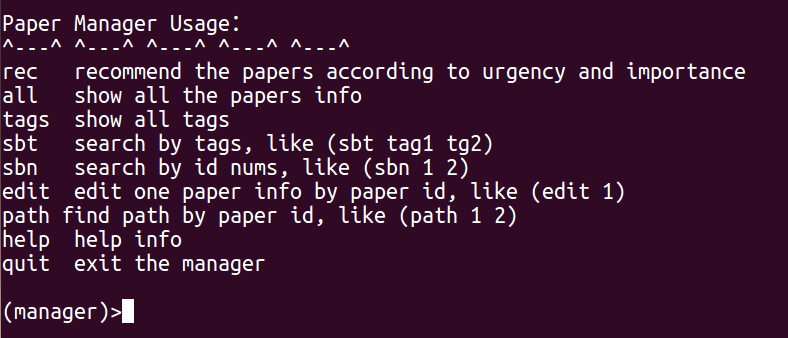 Paper Manager Usage:
^---^ ^---^ ^---^ ^---^ ^---^
rec   recommend the papers according to urgency and importance
all   show all the papers info
tags  show all tags
sbt   search by tags, like (sbt tag1 tg2)
sbn   search by id nums, like (sbn 1 2)
edit  edit one paper info by paper id, like (edit 1)
path find path by paper id, like (path 1 2)
help  help info
quit  exit the manager
(manager)>